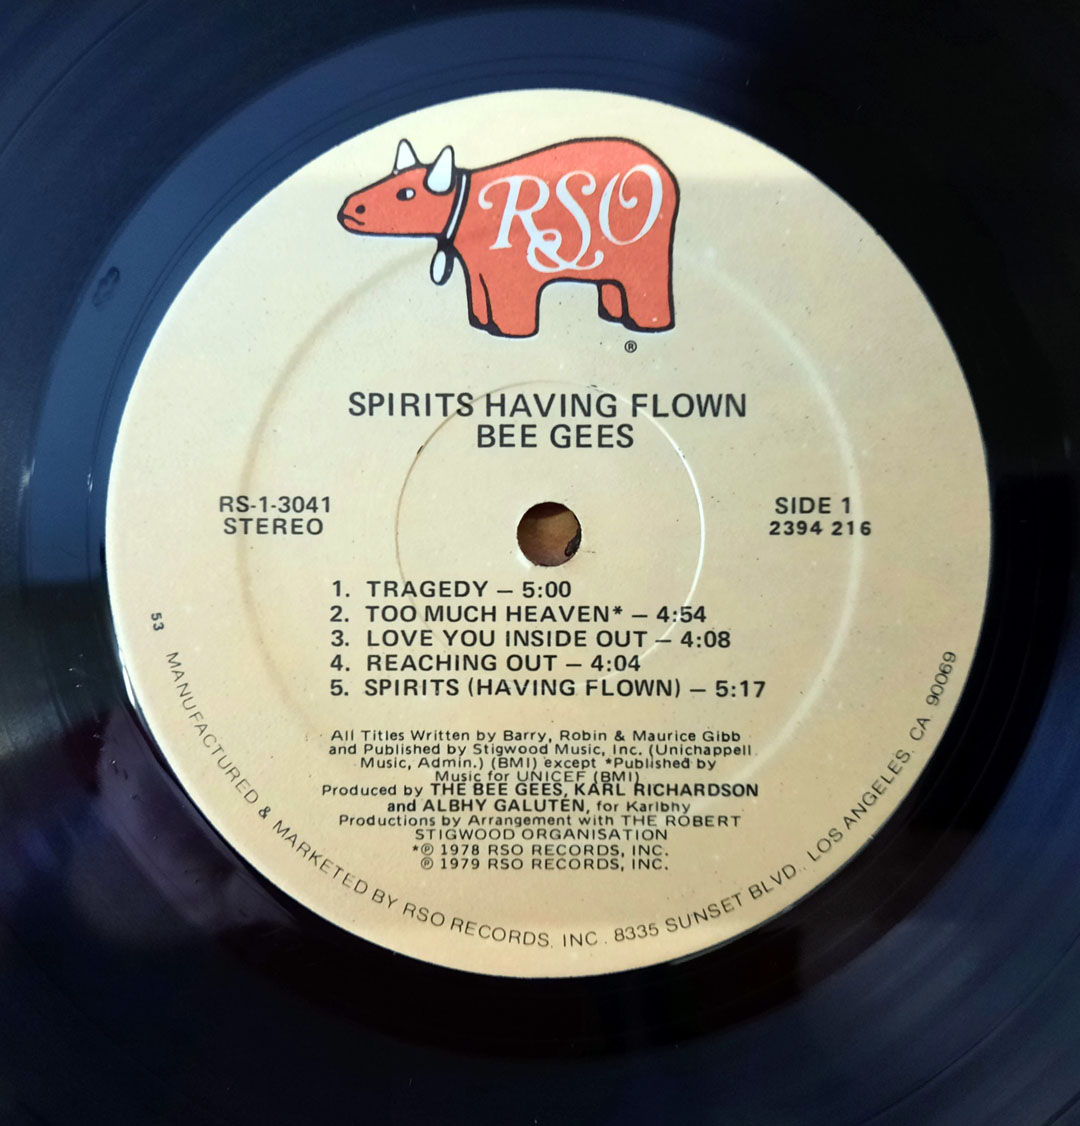 RSO
®
SPIRITS HAVING FLOWN
BEE GEES
RS-1-3041
STEREO
SIDE 1
2394 216
1. TRAGEDY — 5:00
2. TOO MUCH HEAVEN* — 4:54
3. LOVE YOU INSIDE OUT — 4:08
4. REACHING OUT — 4:04
5. SPIRITS (HAVING FLOWN) — 5:17
All Titles Written by Barry, Robin & Maurice Gibb
and Published by Stigwood Music, Inc. (Unichappell
Music, Admin.) (BMI) except *Published by
Music for UNICEF (BMI)
Produced by THE BEE GEES, KARL RICHARDSON
and ALBHY GALUTEN, for Karlbhy
Productions by Arrangement with THE ROBERT
STIGWOOD ORGANISATION
*℗ 1978 RSO RECORDS, INC.
℗ 1979 RSO RECORDS, INC.
53
MANUFACTURED & MARKETED BY RSO RECORDS, INC. 8335 SUNSET BLVD., LOS ANGELES, CA 90069